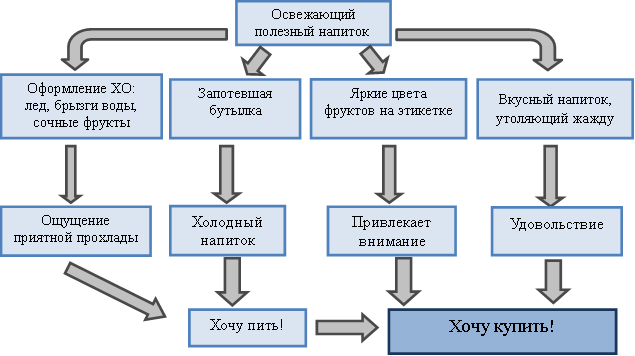 Освежающий
полезный напиток
Оформление ХО:
лед, брызги воды,
сочные фрукты
Запотевшая
бутылка
Яркие цвета
фруктов на этикетке
Вкусный напиток,
утоляющий жажду
Ощущение
приятной прохлады
Холодный
напиток
Привлекает
внимание
Удовольствие
Хочу пить!
Хочу купить!